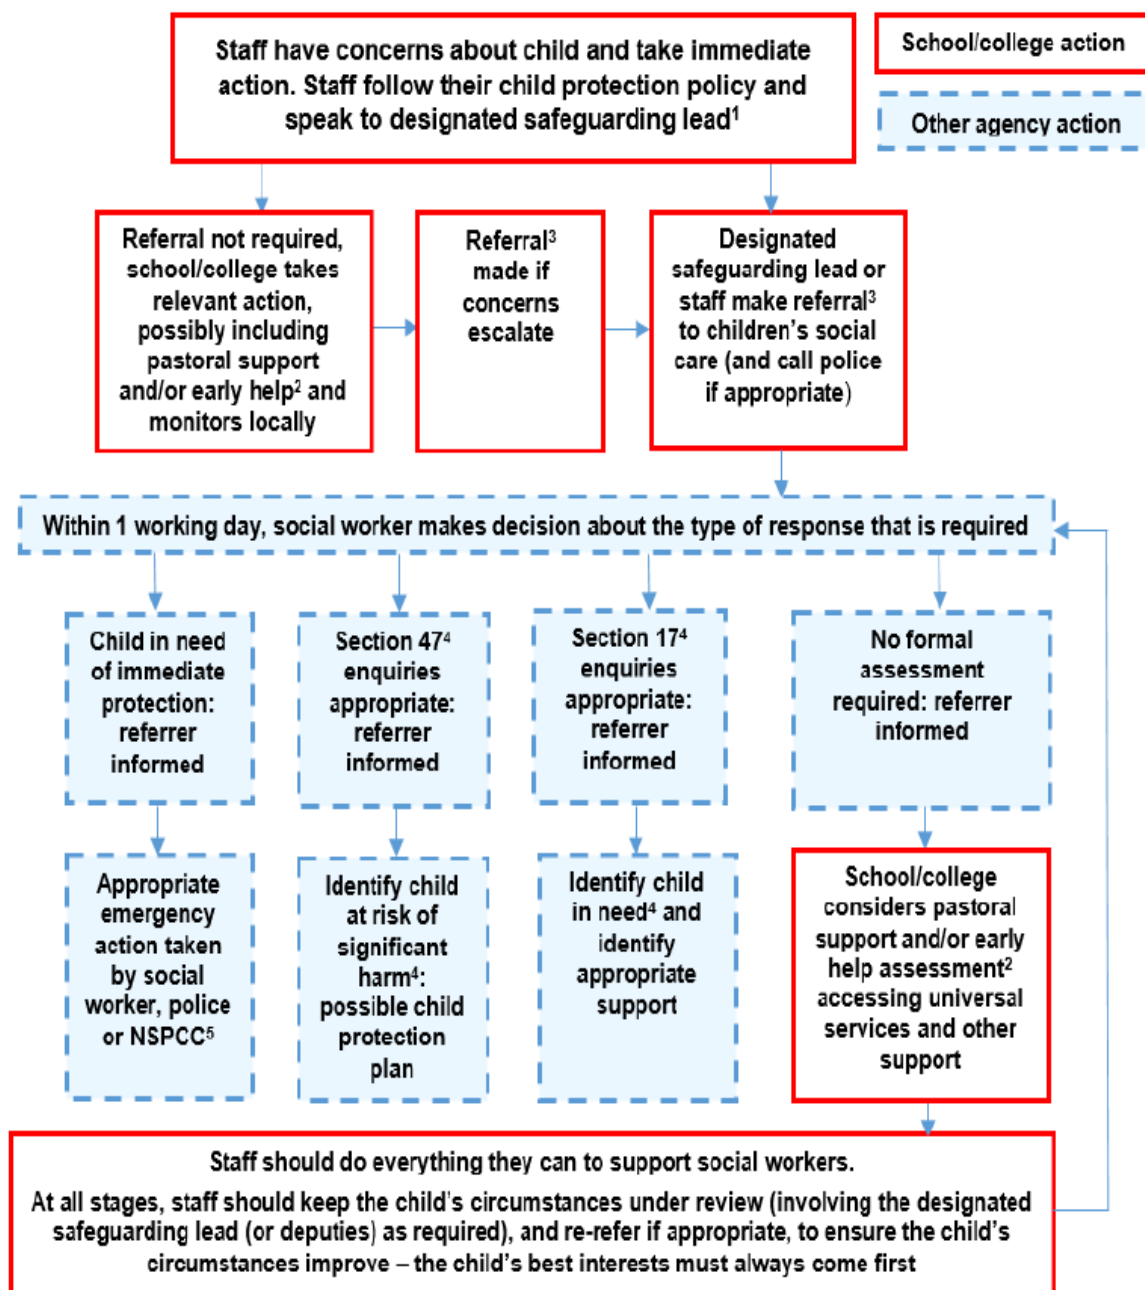 Staff have concerns about child and take immediate
action. Staff follow their child protection policy and
speak to designated safeguarding lead¹
School/college action
Other agency action
Referral not required,
school/college takes
relevant action,
possibly including
pastoral support
and/or early help² and
monitors locally
Referral³
made if
concerns
escalate
Designated
safeguarding lead or
staff make referral³
to children's social
care (and call police
if appropriate)
Within 1 working day, social worker makes decision about the type of response that is required
Child in need
of immediate
protection:
referrer
informed
Section 47⁴
enquiries
appropriate:
referrer
informed
Section 17⁴
enquiries
appropriate:
referrer
informed
No formal
assessment
required: referrer
informed
Appropriate
emergency
action taken
by social
worker, police
or NSPCC⁵
Identify child
at risk of
significant
harm⁴:
possible child
protection
plan
Identify child
in need⁴ and
identify
appropriate
support
School/college
considers pastoral
support and/or early
help assessment²
accessing universal
services and other
support
Staff should do everything they can to support social workers.
At all stages, staff should keep the child's circumstances under review (involving the designated
safeguarding lead (or deputies) as required), and re-refer if appropriate, to ensure the child's
circumstances improve – the child's best interests must always come first